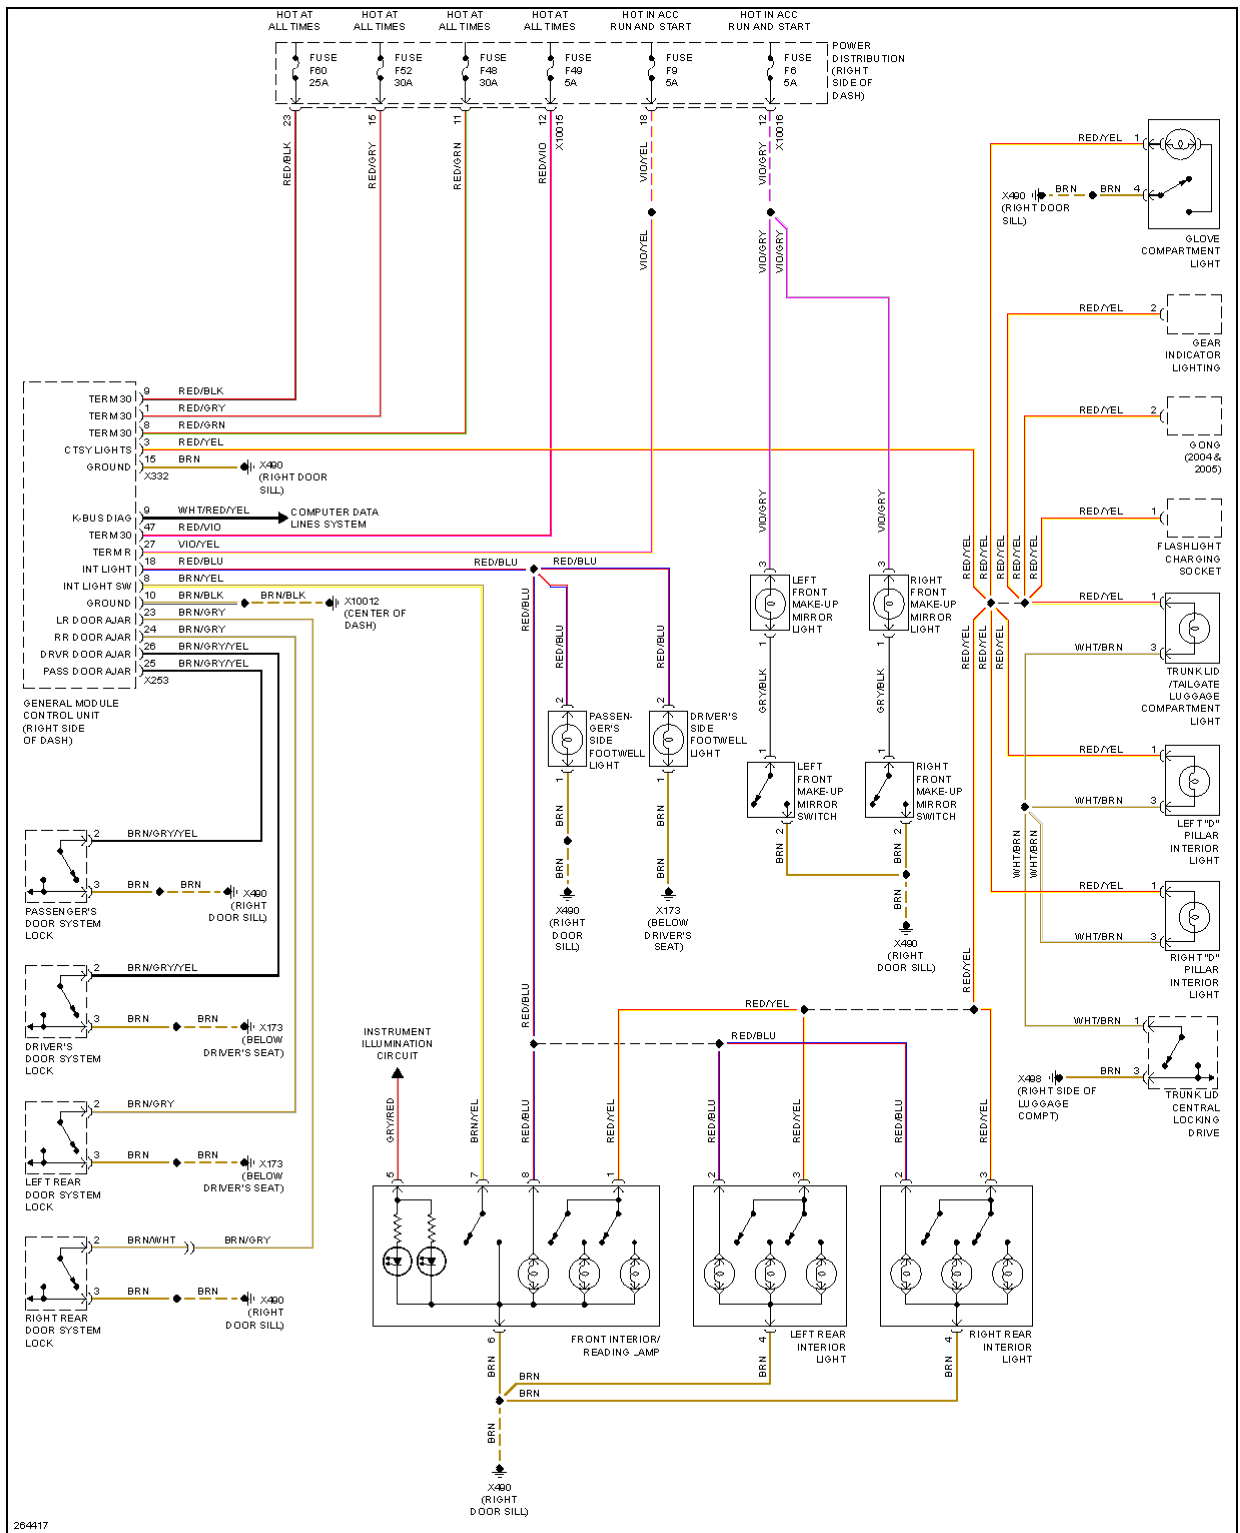 HOT AT
ALL TIMES
HOT AT
ALL TIMES
HOT AT
ALL TIMES
HOT AT
ALL TIMES
HOT IN ACC
RUN AND START
HOT IN ACC
RUN AND START
FUSE
F60
25A
FUSE
F52
30A
FUSE
F48
30A
FUSE
F49
5A
FUSE
F9
5A
FUSE
F6
5A
POWER
DISTRIBUTION
(RIGHT
SIDE OF
DASH)
23
15
11
12
X10015
18
12
X10016
RED/BLK
RED/GRY
RED/GRN
RED/VIO
VIO/YEL
VIO/GRY
VIO/YEL
VIO/GRY
VIO/GRY
RED/YEL 1
X490
(RIGHT DOOR
SILL)
BRN
BRN 4
GLOVE
COMPARTMENT
LIGHT
RED/YEL 2
GEAR
INDICATOR
LIGHTING
RED/YEL 2
GONG
(2004 &
2005)
RED/YEL 1
FLASHLIGHT
CHARGING
SOCKET
TERM 30 9 RED/BLK
TERM 30 1 RED/GRY
TERM 30 8 RED/GRN
CTSY LIGHTS 3 RED/YEL
GROUND 15 BRN
X332
X490
(RIGHT DOOR
SILL)
K-BUS DIAG 9 WHT/RED/YEL
COMPUTER DATA
LINES SYSTEM
TERM 30 47 RED/VIO
TERM R 27 VIO/YEL
INT LIGHT 18 RED/BLU
RED/BLU
RED/BLU
INT LIGHT SW 8 BRN/YEL
GROUND 10 BRN/BLK
BRN/BLK
X10012
(CENTER OF
DASH)
LR DOOR AJAR 23 BRN/GRY
RR DOOR AJAR 24 BRN/GRY
DRVR DOOR AJAR 26 BRN/GRY/YEL
PASS DOOR AJAR 25 BRN/GRY/YEL
X253
GENERAL MODULE
CONTROL UNIT
(RIGHT SIDE
OF DASH)
RED/BLU
RED/BLU
RED/BLU
VIO/GRY
VIO/GRY
3
3
LEFT
FRONT
MAKE-UP
MIRROR
LIGHT
RIGHT
FRONT
MAKE-UP
MIRROR
LIGHT
1
1
GRY/BLK
GRY/BLK
1
1
LEFT
FRONT
MAKE-UP
MIRROR
SWITCH
RIGHT
FRONT
MAKE-UP
MIRROR
SWITCH
2
2
BRN
BRN
BRN
X490
(RIGHT
DOOR SILL)
2
2
PASSEN-
GER'S
SIDE
FOOTWELL
LIGHT
DRIVER'S
SIDE
FOOTWELL
LIGHT
1
1
BRN
BRN
BRN
X490
(RIGHT
DOOR
SILL)
X173
(BELOW
DRIVER'S
SEAT)
RED/YEL
RED/YEL
RED/YEL
RED/YEL
RED/YEL
RED/YEL
RED/YEL
RED/YEL
RED/YEL 1
WHT/BRN 3
TRUNK LID
/TAILGATE
LUGGAGE
COMPARTMENT
LIGHT
RED/YEL 1
WHT/BRN 3
LEFT "D"
PILLAR
INTERIOR
LIGHT
WHT/BRN
WHT/BRN
RED/YEL 1
WHT/BRN 3
RIGHT "D"
PILLAR
INTERIOR
LIGHT
WHT/BRN 1
BRN 3
X498
(RIGHT SIDE OF
LUGGAGE
COMPT)
TRUNK LID
CENTRAL
LOCKING
DRIVE
2 BRN/GRY/YEL
3 BRN
BRN
X490
(RIGHT
DOOR SILL)
PASSENGER'S
DOOR SYSTEM
LOCK
2 BRN/GRY/YEL
3 BRN
BRN
X173
(BELOW
DRIVER'S SEAT)
DRIVER'S
DOOR SYSTEM
LOCK
2 BRN/GRY
3 BRN
BRN
X173
(BELOW
DRIVER'S SEAT)
LEFT REAR
DOOR SYSTEM
LOCK
2 BRN/WHT
BRN/GRY
3 BRN
BRN
X490
(RIGHT
DOOR SILL)
RIGHT REAR
DOOR SYSTEM
LOCK
INSTRUMENT
ILLUMINATION
CIRCUIT
RED/BLU
RED/YEL
RED/YEL
RED/BLU
GRY/RED
BRN/YEL
RED/BLU
RED/YEL
RED/BLU
RED/YEL
RED/BLU
RED/YEL
5
7
8
1
2
3
2
3
6
4
4
FRONT INTERIOR/
READING LAMP
LEFT REAR
INTERIOR
LIGHT
RIGHT REAR
INTERIOR
LIGHT
BRN
BRN
BRN
BRN
BRN
BRN
X490
(RIGHT
DOOR SILL)
264417